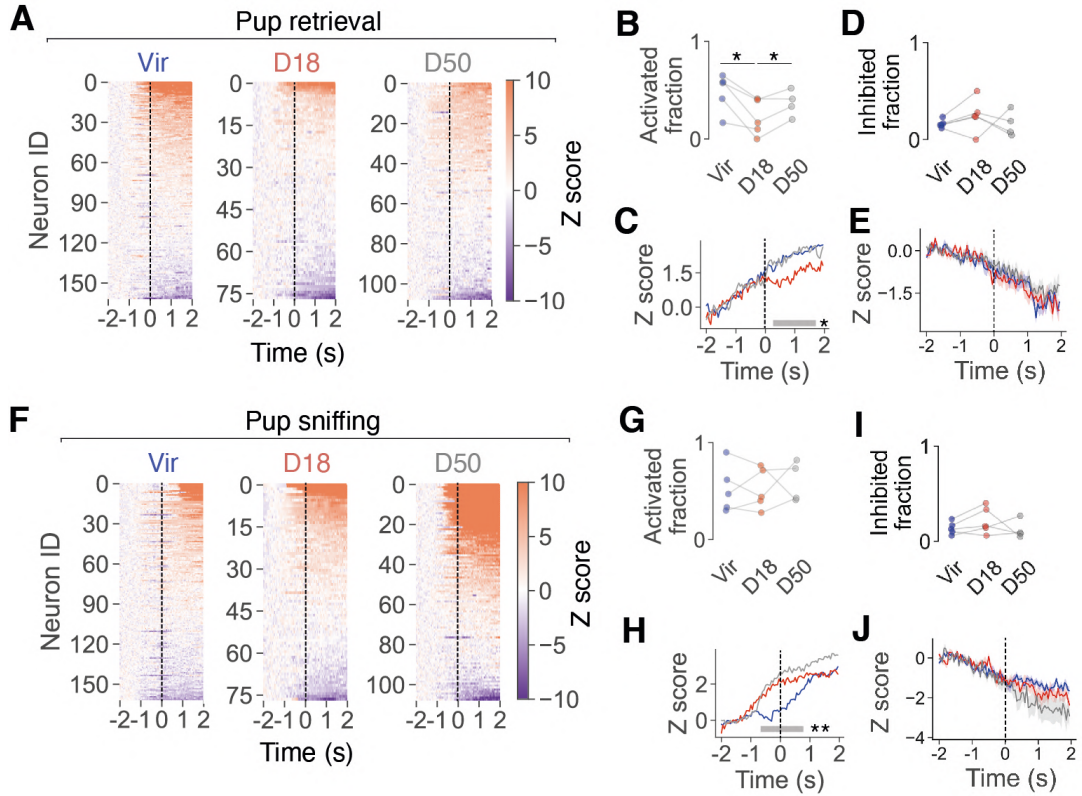 A
Pup retrieval
Vir
D18
D50
Neuron ID
0
30
60
90
120
150
0
15
30
45
60
75
0
20
40
60
80
100
-2-1 0 1 2
-2-1 0 1 2
-2-1 0 1 2
Time (s)
10
5
0
−5
−10
Z score
B
Activated
fraction
1
0
* *
Vir
D18
D50
D
Inhibited
fraction
1
0
Vir
D18
D50
C
Z score
1.5
0.0
*
-2 -1 0 1 2
Time (s)
E
Z score
0.0
−1.5
-2 -1 0 1 2
Time (s)
F
Pup sniffing
Vir
D18
D50
Neuron ID
0
30
60
90
120
150
0
15
30
45
60
75
0
20
40
60
80
100
-2-1 0 1 2
-2-1 0 1 2
-2-1 0 1 2
Time (s)
10
5
0
−5
−10
Z score
G
Activated
fraction
1
0
Vir
D18
D50
I
Inhibited
fraction
1
0
Vir
D18
D50
H
Z score
2
0
**
-2 -1 0 1 2
Time (s)
J
Z score
0
−2
−4
-2 -1 0 1 2
Time (s)